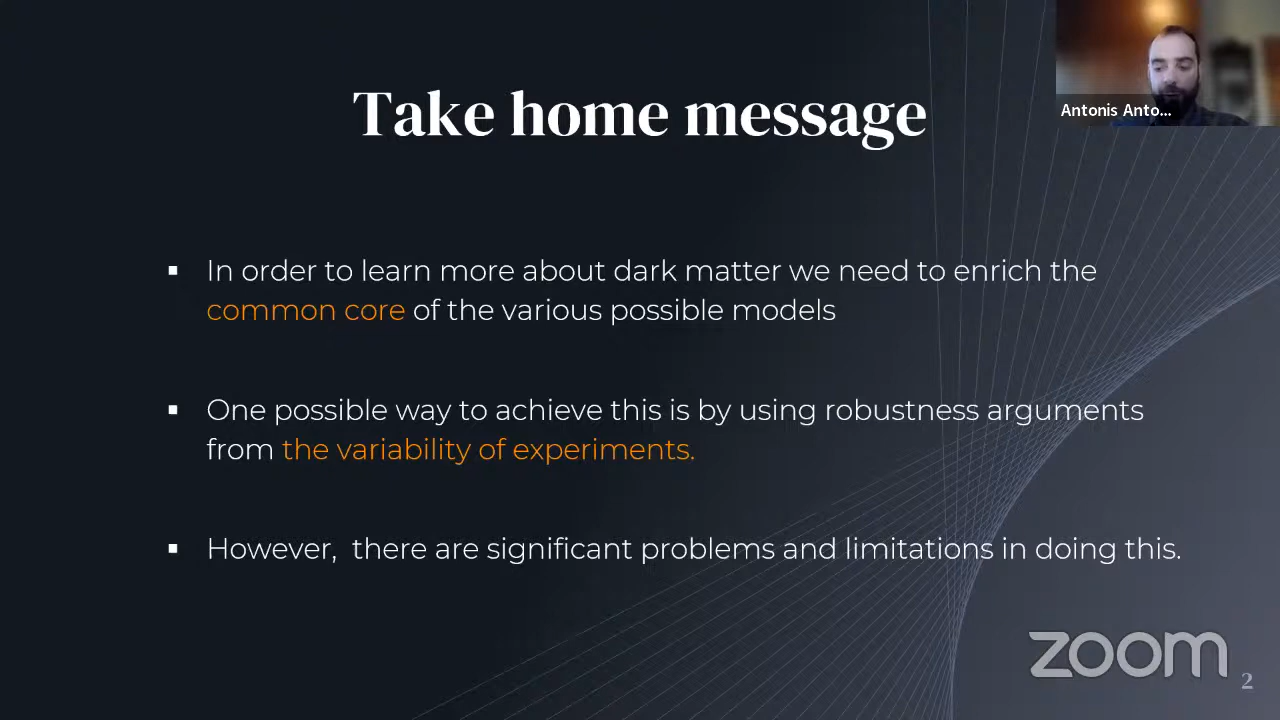 Take home message
Antonis Anto...
▪ In order to learn more about dark matter we need to enrich the
common core of the various possible models
▪ One possible way to achieve this is by using robustness arguments
from the variability of experiments.
▪ However,  there are significant problems and limitations in doing this.
zoom
2